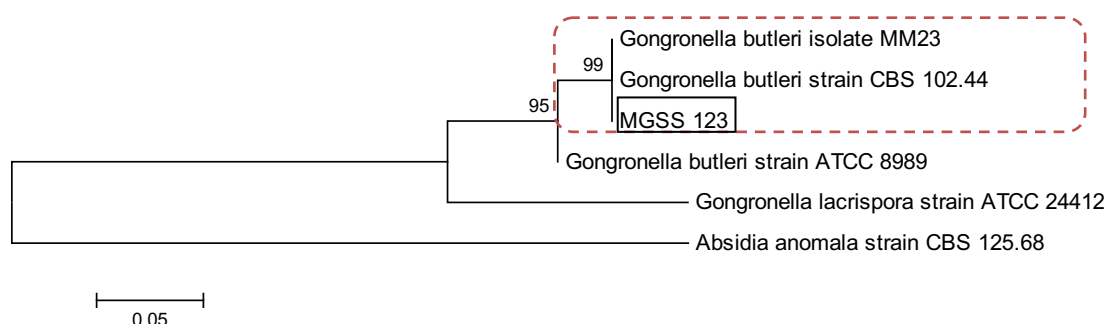 Gongronella butleri isolate MM23
99
Gongronella butleri strain CBS 102.44
95
MGSS 123
Gongronella butleri strain ATCC 8989
Gongronella lacrispora strain ATCC 24412
Absidia anomala strain CBS 125.68
0.05